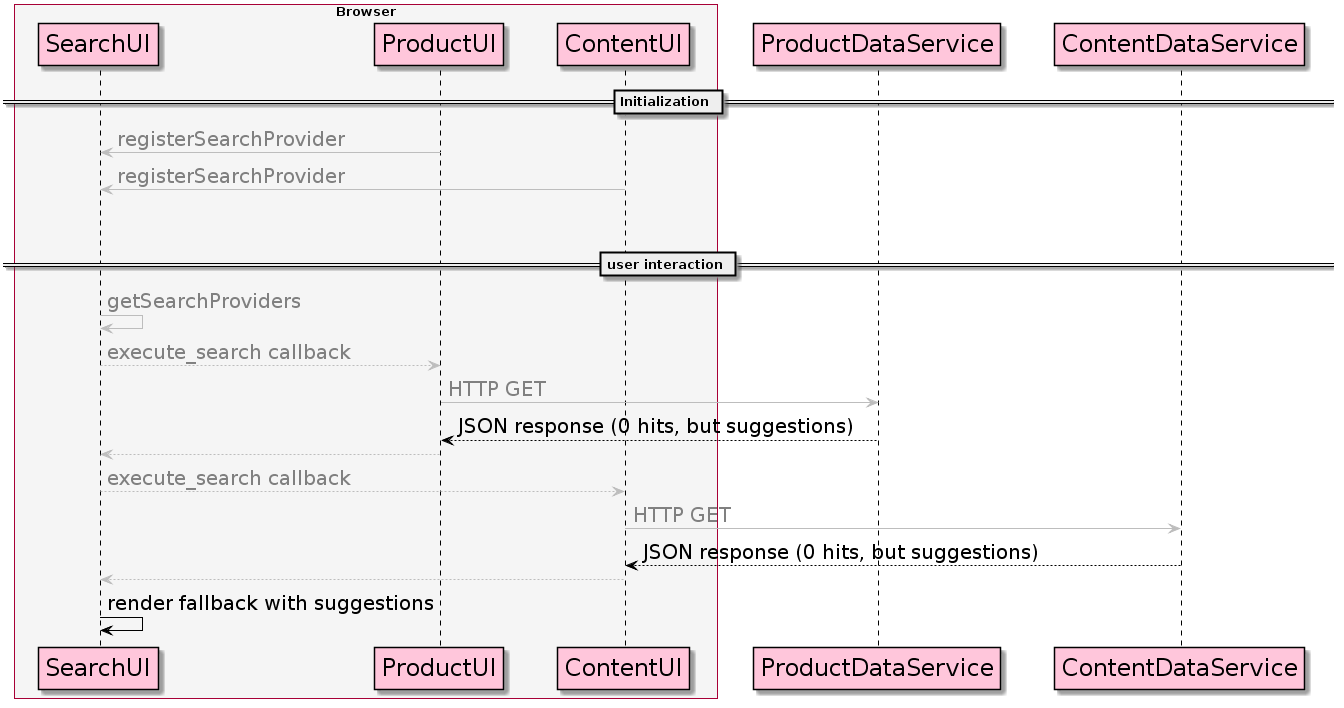 Browser
SearchUI ProductUI ContentUI ProductDataService ContentDataService
Initialization
registerSearchProvider
registerSearchProvider
user interaction
getSearchProviders
execute_search callback
HTTP GET
JSON response (0 hits, but suggestions)
execute_search callback
HTTP GET
JSON response (0 hits, but suggestions)
render fallback with suggestions
SearchUI ProductUI ContentUI ProductDataService ContentDataService